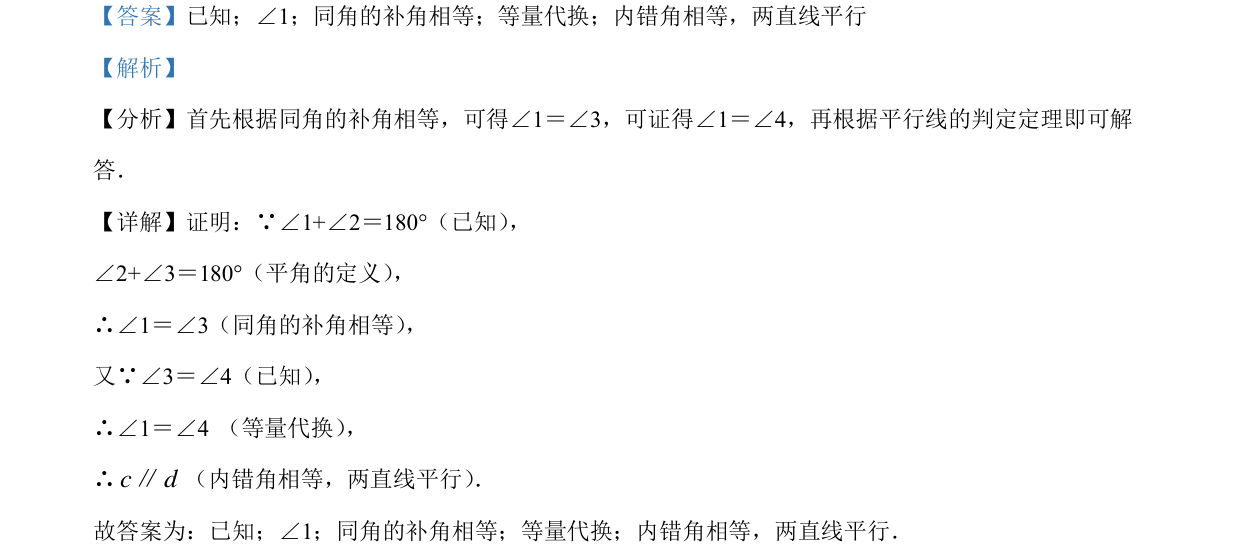 【答案】已知；∠1；同角的补角相等；等量代换；内错角相等，两直线平行
【解析】
【分析】首先根据同角的补角相等，可得∠1＝∠3，可证得∠1＝∠4，再根据平行线的判定定理即可解
答．
【详解】证明：∵∠1+∠2＝180°（已知），
∠2+∠3＝180°（平角的定义），
∴∠1＝∠3（同角的补角相等），
又∵∠3＝∠4（已知），
∴∠1＝∠4 （等量代换），
∴c∥d （内错角相等，两直线平行）．
故答案为：已知；∠1；同角的补角相等；等量代换；内错角相等，两直线平行．